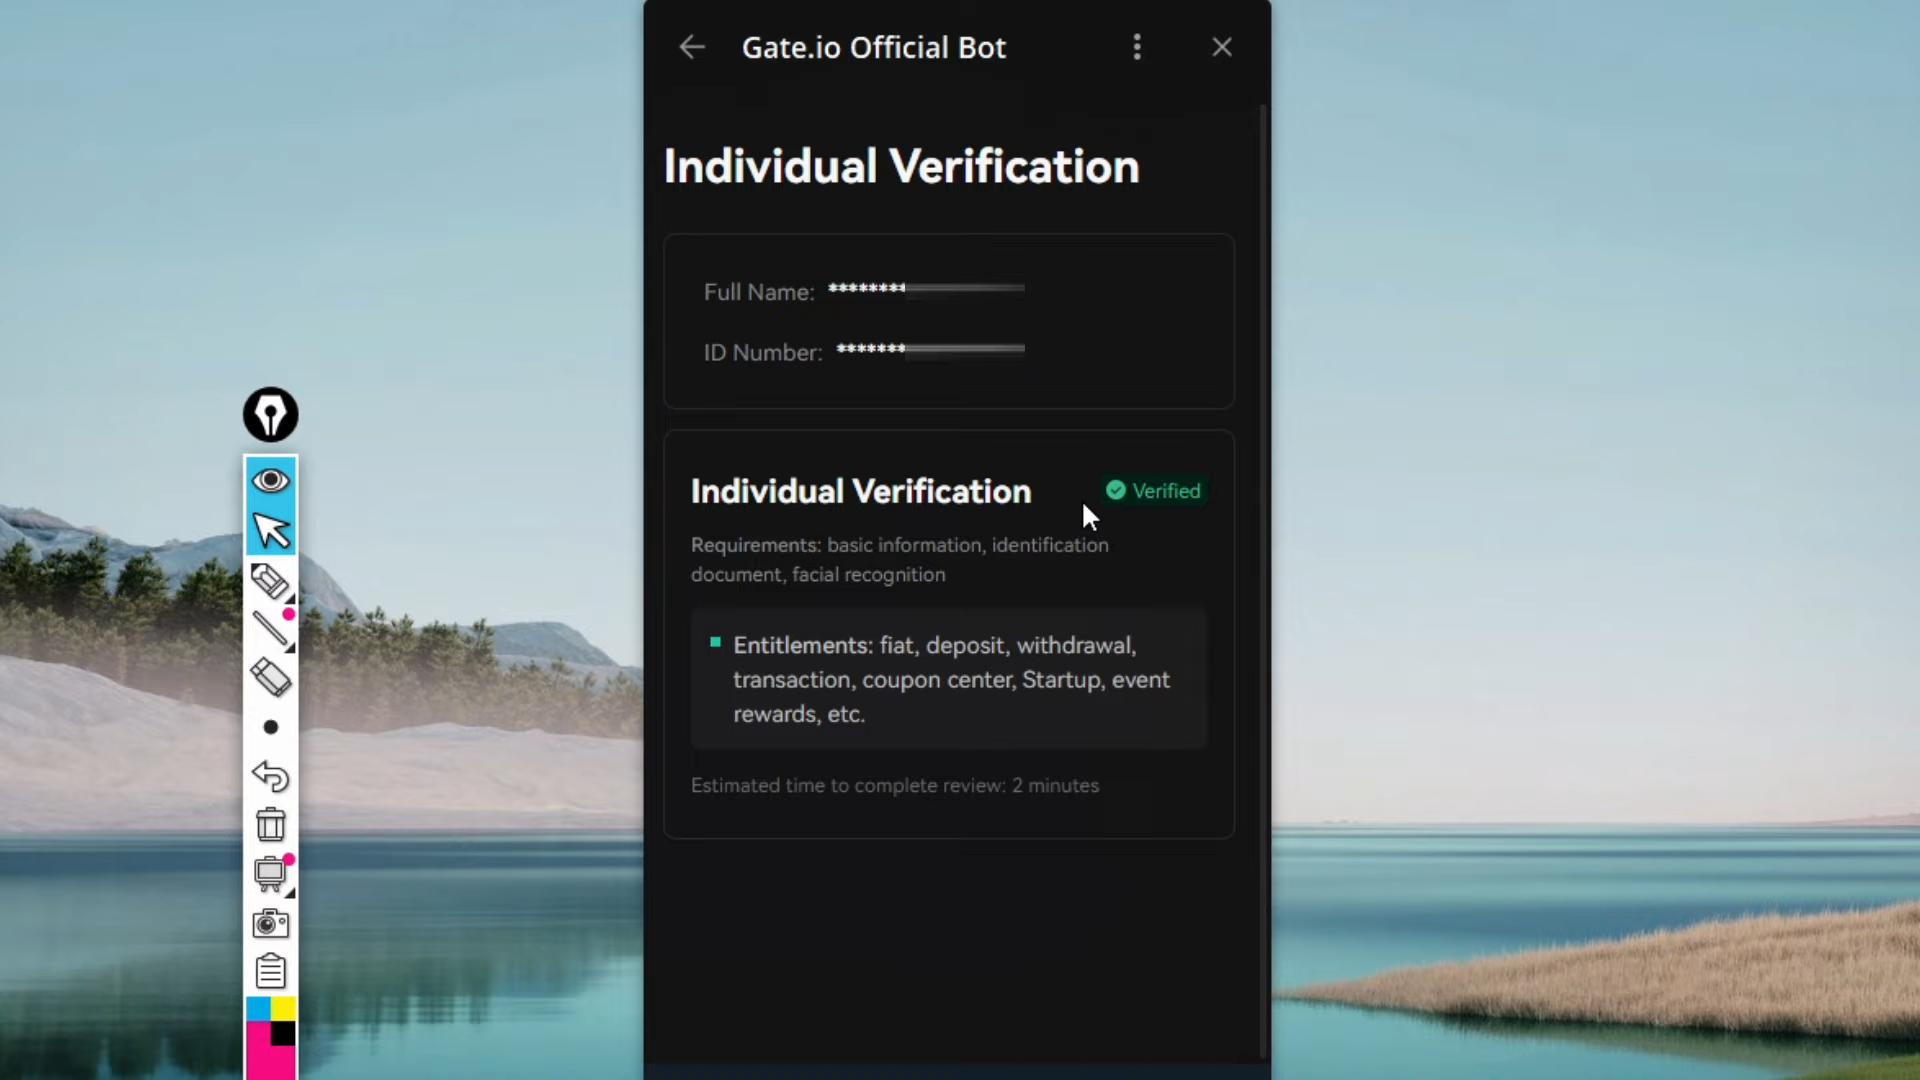 Gate.io Official Bot
Individual Verification
Full Name: ********
ID Number: *******
Individual Verification
Verified
Requirements: basic information, identification
document, facial recognition
Entitlements: fiat, deposit, withdrawal,
transaction, coupon center, Startup, event
rewards, etc.
Estimated time to complete review: 2 minutes